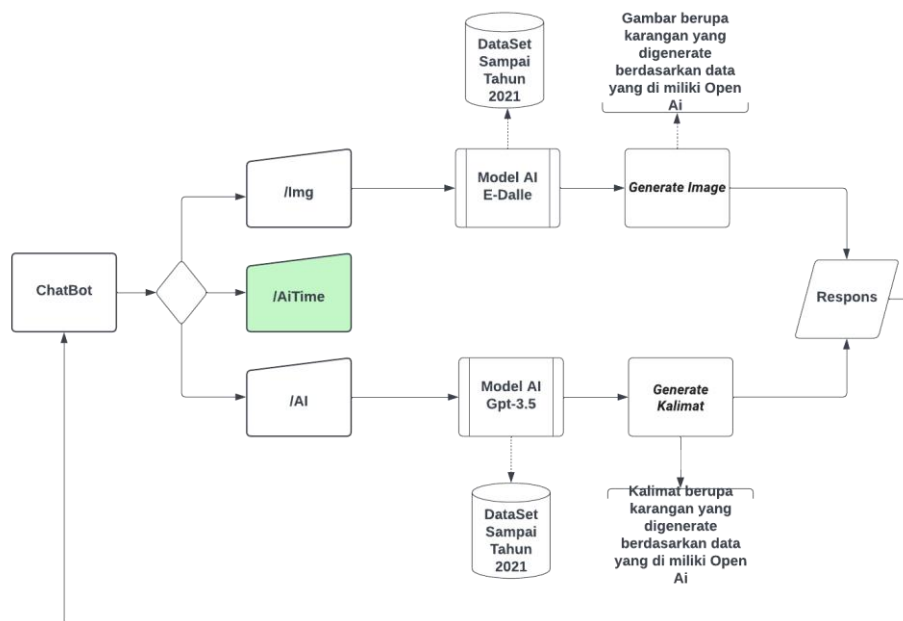 DataSet
Sampai
Tahun
2021
Gambar berupa
karangan yang
digenerate
berdasarkan data
yang di miliki Open
Ai
/Img
Model AI
E-Dalle
Generate Image
ChatBot
/AiTime
Respons
/AI
Model AI
Gpt-3.5
Generate
Kalimat
DataSet
Sampai
Tahun
2021
Kalimat berupa
karangan yang
digenerate
berdasarkan data
yang di miliki Open
Ai